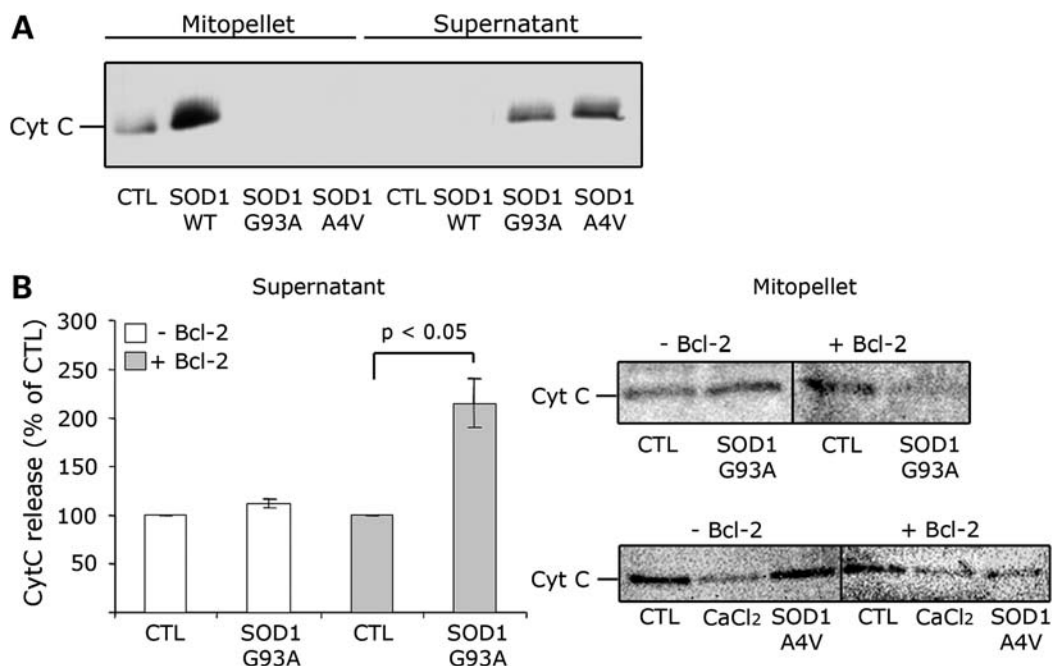 A
Mitopellet Supernatant
Cyt C
CTL SOD1 SOD1 SOD1 CTL SOD1 SOD1 SOD1
WT G93A A4V WT G93A A4V
B
Supernatant
CytC release (% of CTL)
300
250
200
150
100
50
- Bcl-2
+ Bcl-2
p < 0.05
CTL SOD1 CTL SOD1
G93A G93A
Mitopellet
- Bcl-2 + Bcl-2
Cyt C
CTL SOD1 CTL SOD1
G93A G93A
- Bcl-2 + Bcl-2
Cyt C
CTL CaCl₂ SOD1 CTL CaCl₂ SOD1
A4V A4V